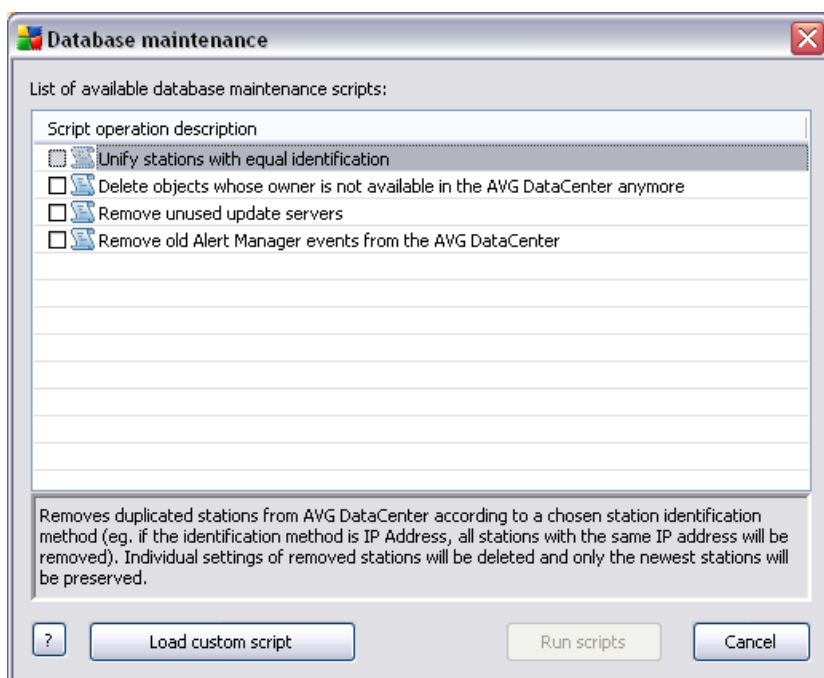 Database maintenance
List of available database maintenance scripts:
Script operation description
Unify stations with equal identification
Delete objects whose owner is not available in the AVG DataCenter anymore
Remove unused update servers
Remove old Alert Manager events from the AVG DataCenter
Removes duplicated stations from AVG DataCenter according to a chosen station identification
method (eg. if the identification method is IP Address, all stations with the same IP address will be
removed). Individual settings of removed stations will be deleted and only the newest stations will
be preserved.
? Load custom script Run scripts Cancel